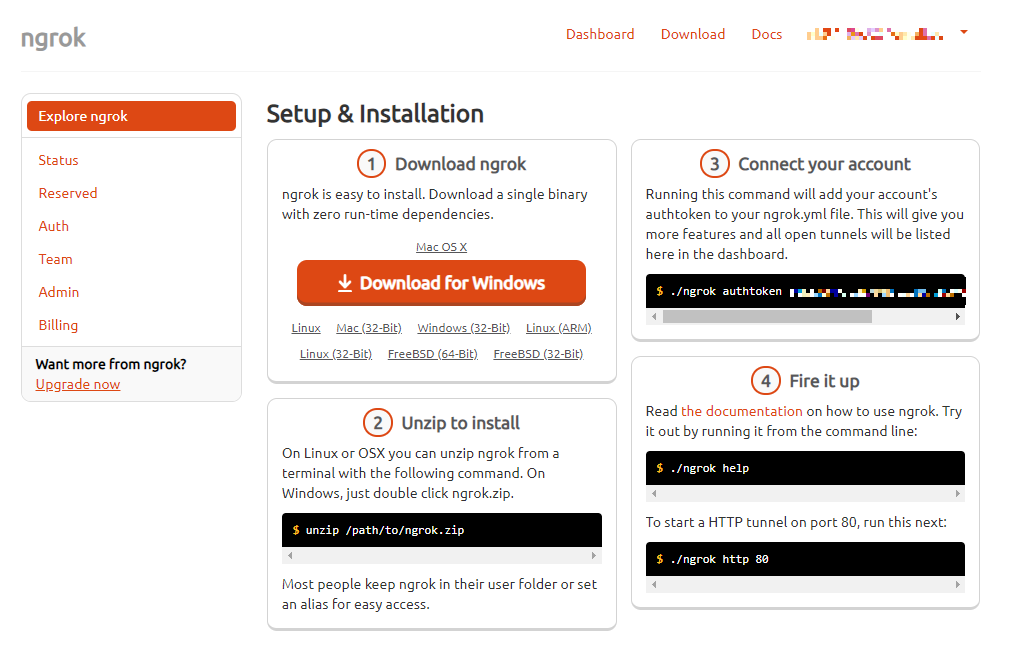 ngrok
Dashboard
Download
Docs
Explore ngrok
Status
Reserved
Auth
Team
Admin
Billing
Want more from ngrok?
Upgrade now
Setup & Installation
1 Download ngrok
ngrok is easy to install. Download a single binary
with zero run-time dependencies.
Mac OS X
Download for Windows
Linux Mac (32-Bit) Windows (32-Bit) Linux (ARM)
Linux (32-Bit) FreeBSD (64-Bit) FreeBSD (32-Bit)
2 Unzip to install
On Linux or OSX you can unzip ngrok from a
terminal with the following command. On
Windows, just double click ngrok.zip.
$ unzip /path/to/ngrok.zip
Most people keep ngrok in their user folder or set
an alias for easy access.
3 Connect your account
Running this command will add your account's
authtoken to your ngrok.yml file. This will give you
more features and all open tunnels will be listed
here in the dashboard.
$ ./ngrok authtoken
4 Fire it up
Read the documentation on how to use ngrok. Try
it out by running it from the command line:
$ ./ngrok help
To start a HTTP tunnel on port 80, run this next:
$ ./ngrok http 80